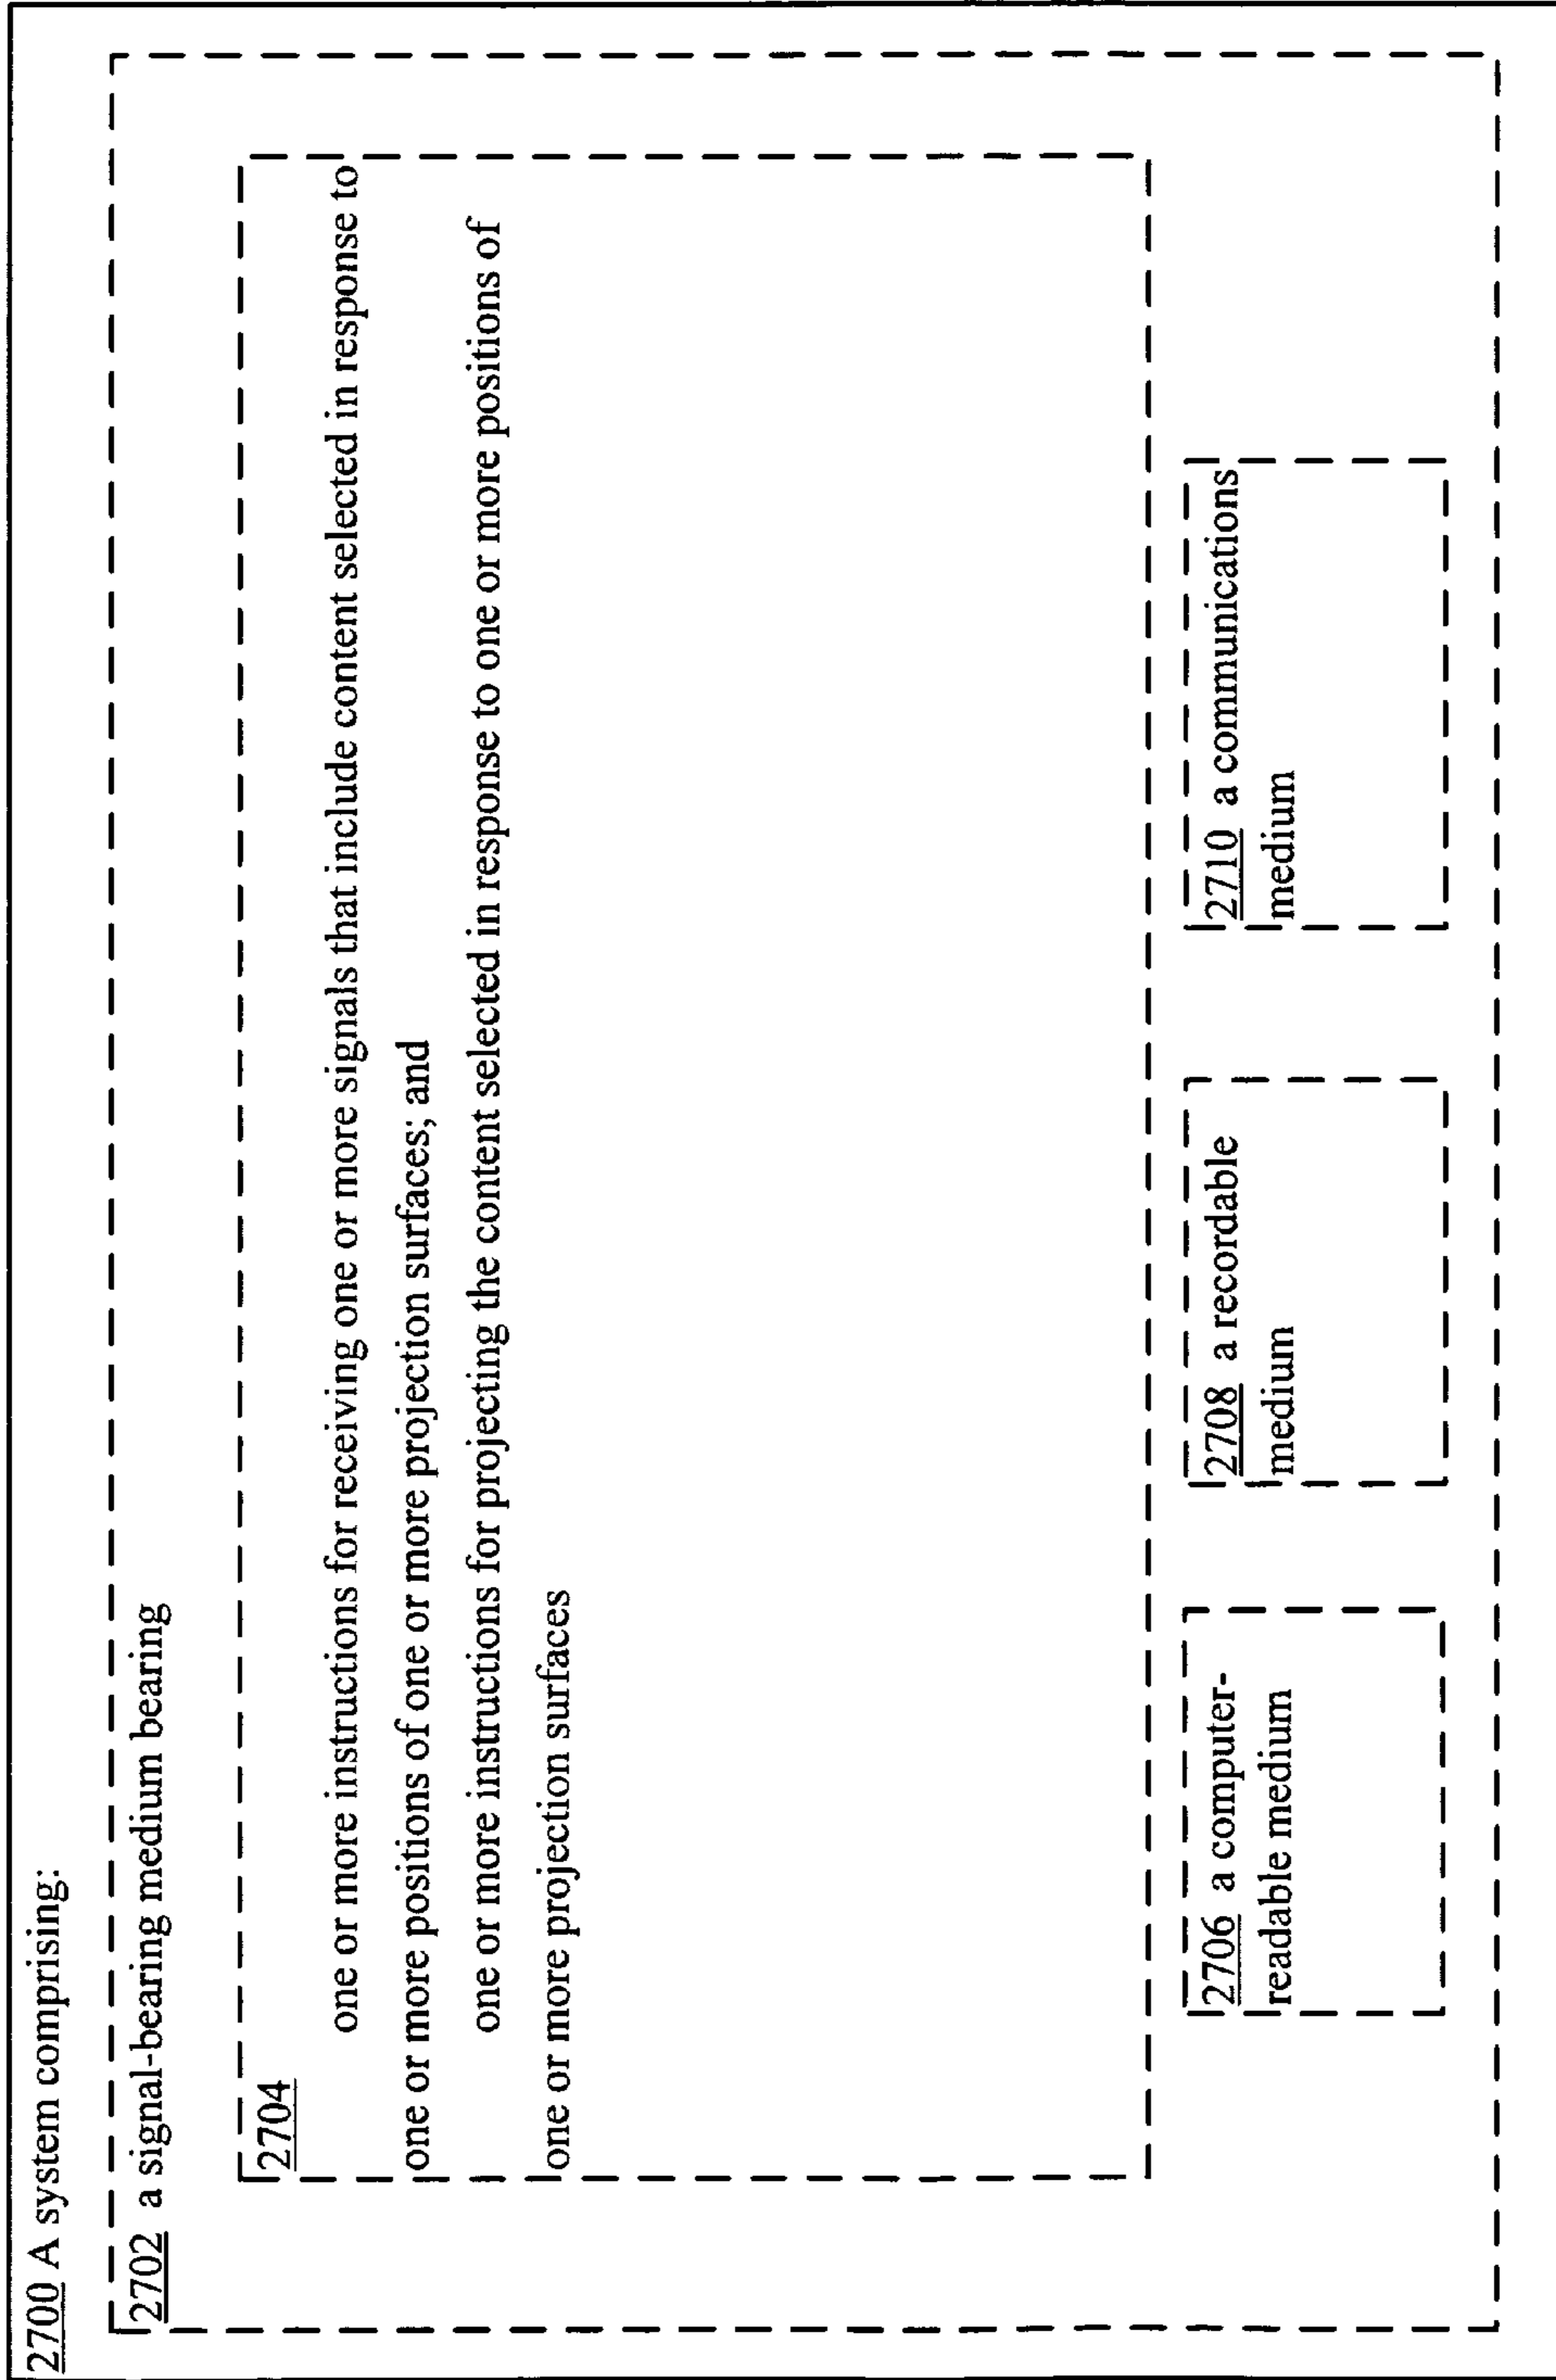 2700 A system comprising:
2702 a signal-bearing medium bearing
2704
one or more instructions for receiving one or more signals that include content selected in response to
one or more positions of one or more projection surfaces; and
one or more instructions for projecting the content selected in response to one or more positions of
one or more projection surfaces
2706 a computer-
readable medium
2708 a recordable
medium
2710 a communications
medium